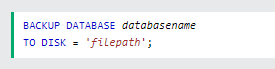 BACKUP DATABASE databasename
TO DISK = 'filepath';